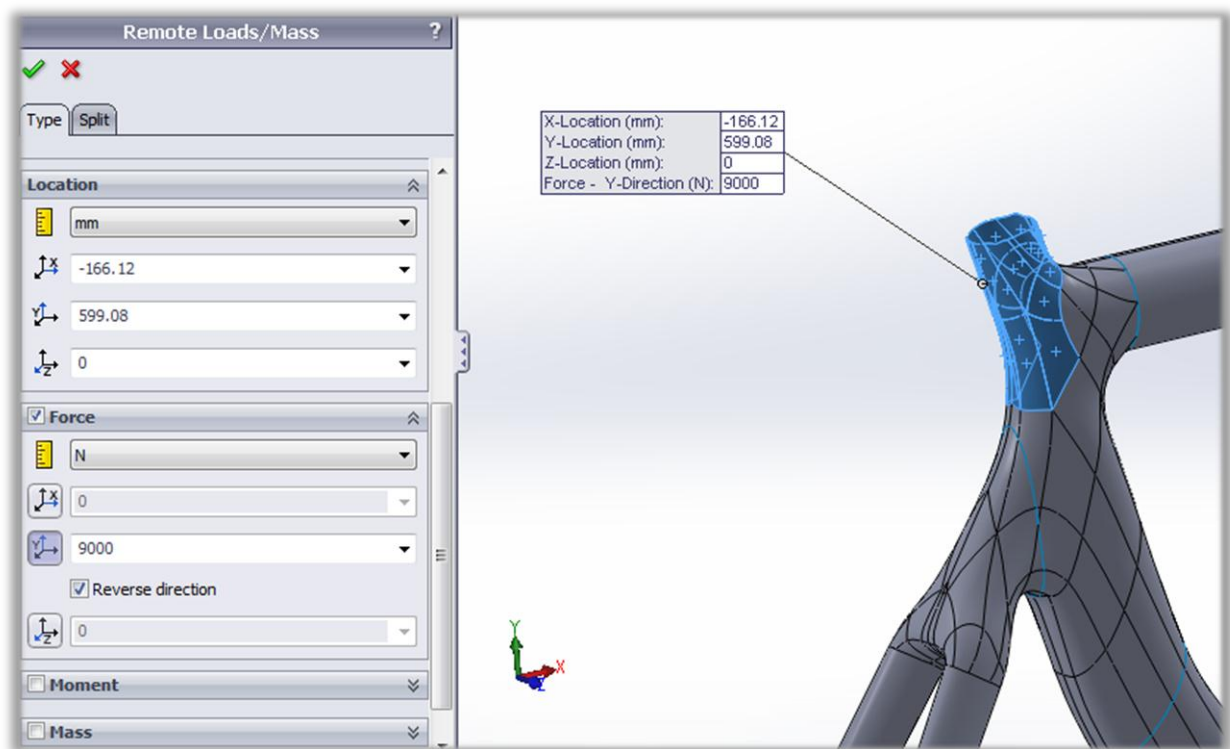 Remote Loads/Mass ?
Type Split
Location
mm
X -166.12
Y 599.08
Z 0
Force
N
X 0
Y 9000
Reverse direction
Z 0
Moment
Mass
X-Location (mm): -166.12
Y-Location (mm): 599.08
Z-Location (mm): 0
Force - Y-Direction (N): 9000
Y
X
Z